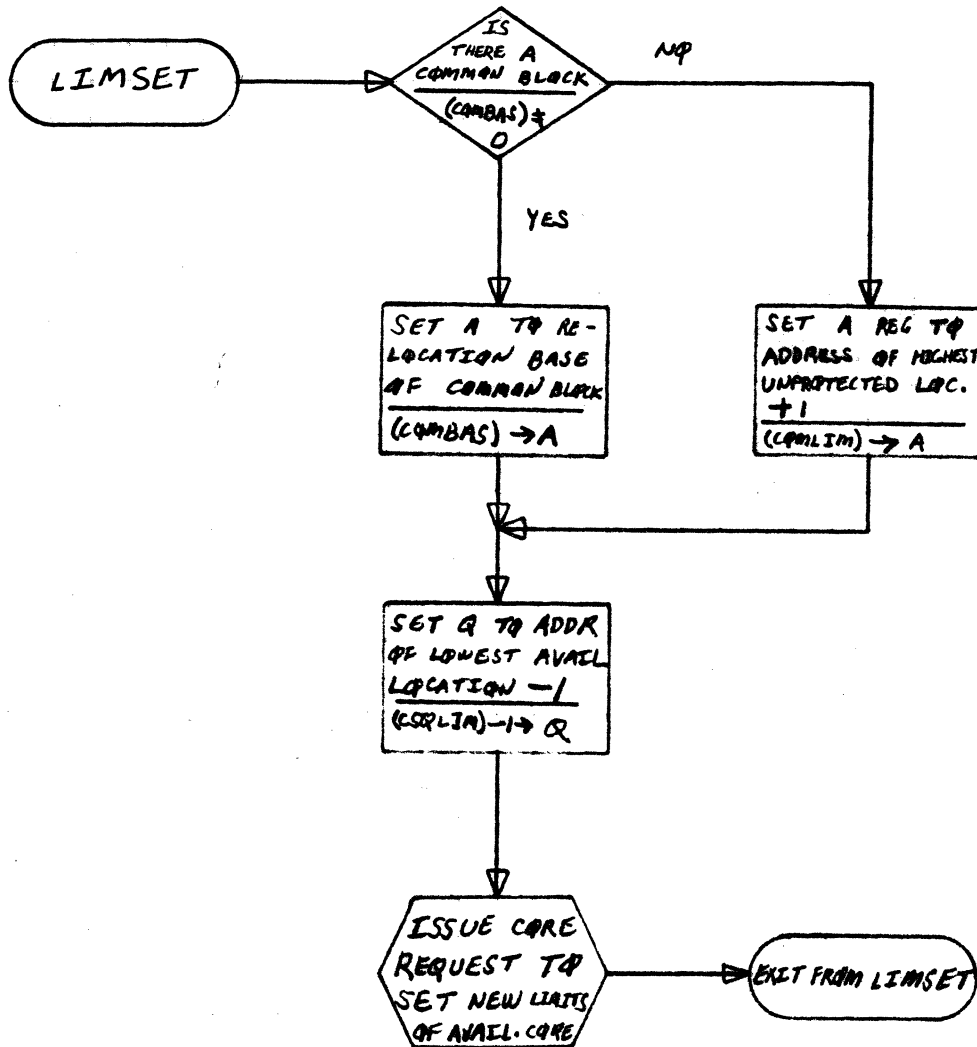 LIMSET
IS
THERE A
COMMON BLOCK
(COMBAS) ≠
0
NO
YES
SET A TO RE-
LOCATION BASE
OF COMMON BLOCK
(COMBAS) → A
SET A REG TO
ADDRESS OF HIGHEST
UNPROTECTED LOC.
+1
(COMLIM) → A
SET Q TO ADDR
OF LOWEST AVAIL
LOCATION -1
(CSQLIM)-1→ Q
ISSUE CORE
REQUEST TO
SET NEW LIMITS
OF AVAIL. CORE
EXIT FROM LIMSET